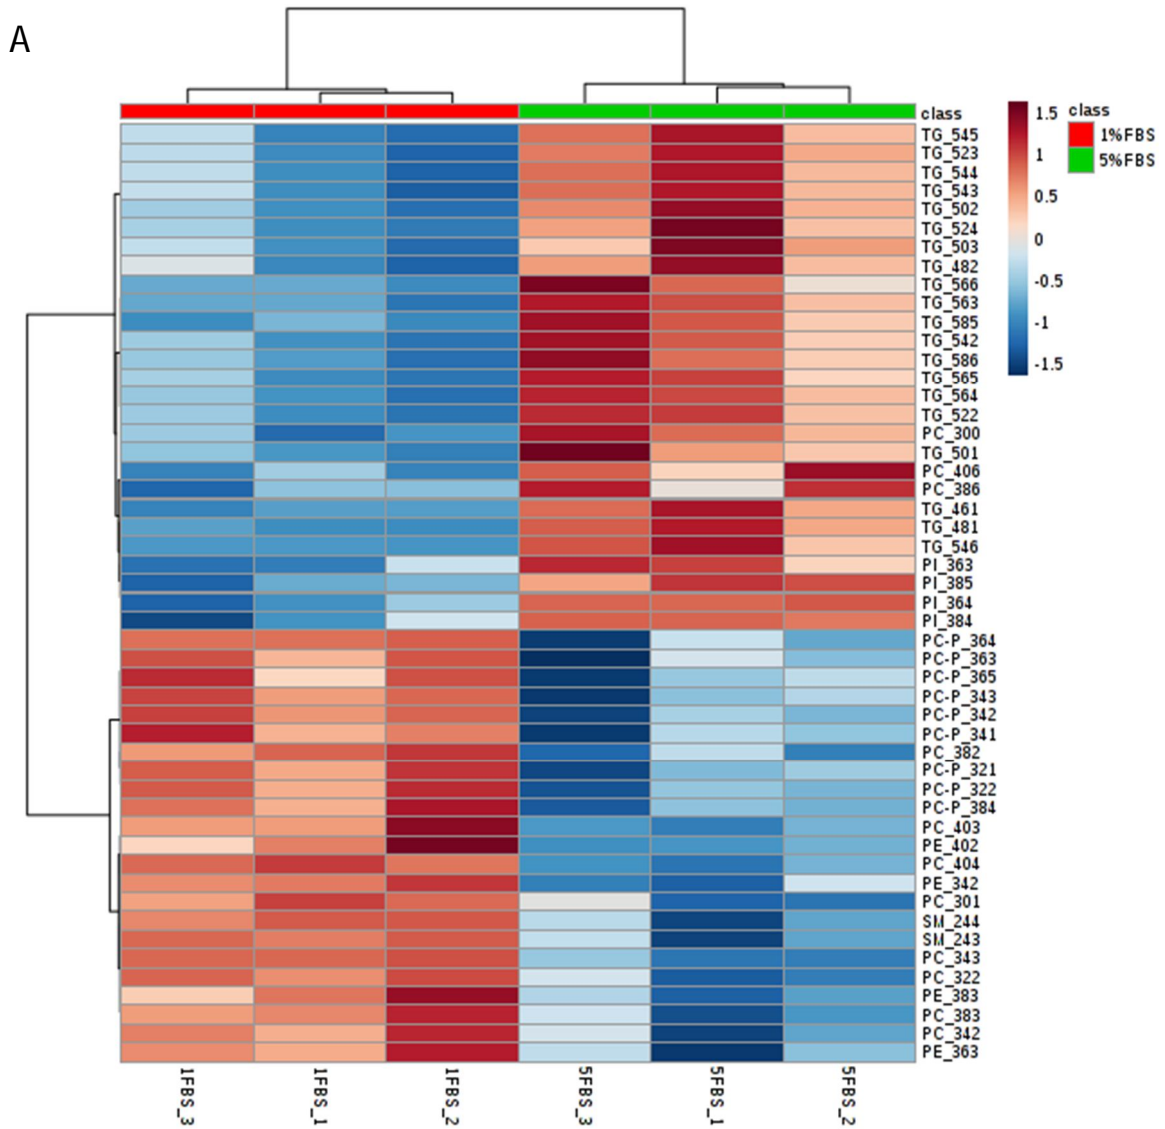 A
class
TG_545
TG_523
TG_544
TG_543
TG_502
TG_524
TG_503
TG_482
TG_566
TG_563
TG_585
TG_542
TG_586
TG_565
TG_564
TG_522
PC_300
TG_501
PC_406
PC_386
TG_461
TG_481
TG_546
PI_363
PI_385
PI_364
PI_384
PC-P_364
PC-P_363
PC-P_365
PC-P_343
PC-P_342
PC-P_341
PC_382
PC-P_321
PC-P_322
PC-P_384
PC_403
PE_402
PC_404
PE_342
PC_301
SM_244
SM_243
PC_343
PC_322
PE_383
PC_383
PC_342
PE_363
1FBS_3
1FBS_1
1FBS_2
5FBS_3
5FBS_1
5FBS_2
1.5
1
0.5
0
-0.5
-1
-1.5
class
1%FBS
5%FBS